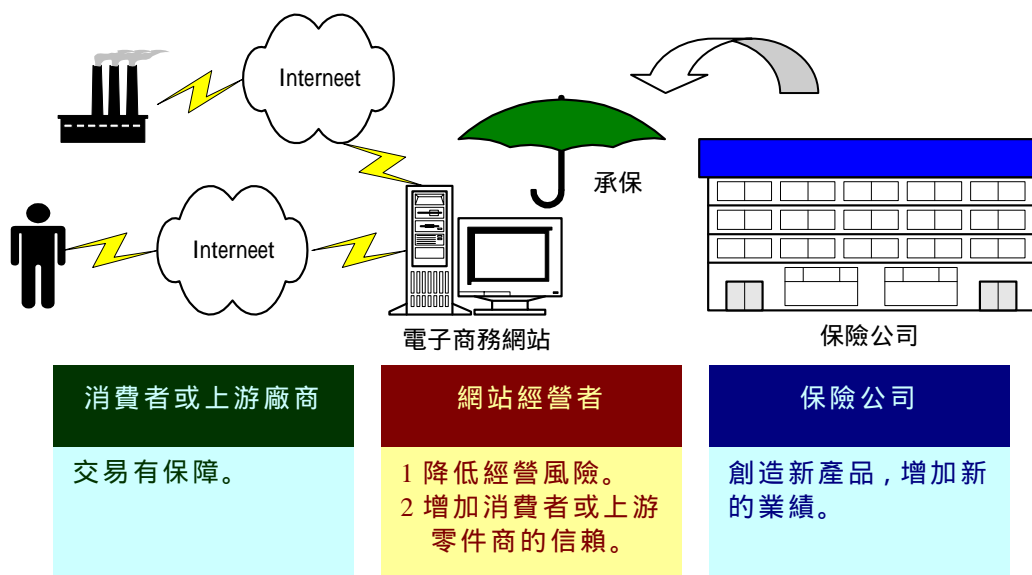 Interneet
承保
Interneet
電子商務網站
保險公司
消費者或上游廠商
交易有保障。
網站經營者
1 降低經營風險。
2 增加消費者或上游
零件商的信賴。
保險公司
創造新產品,增加新
的業績。